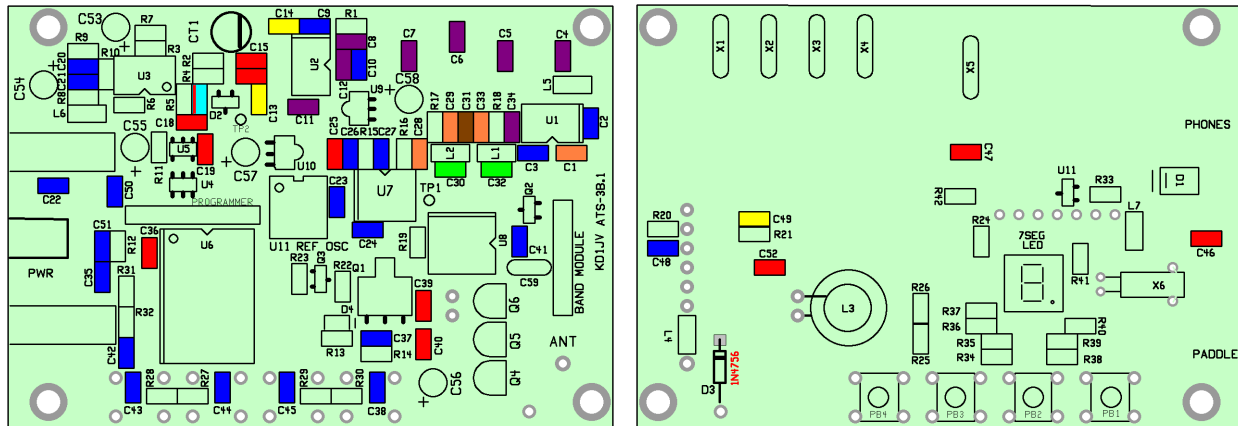 C53
R7
CT1
C14
C9
R1
C8
C7
C6
C5
C4
R9
R10
R3
R2
C15
C20
C21
U3
R4
U2
C10
C12
U9
C58
L5
C54
R8
L6
R6
R5
D2
C13
C11
R17
C29
C31
C33
R18
C34
U1
C2
C18
TP2
C55
R11
U5
C19
C57
U10
C25
C26
R15
C27
R16
C28
L2
L1
C3
C1
C30
C32
U4
C22
C50
PROGRAMMER
U11 REF_OSC
C23
U7
TP1
Q2
C51
R12
C36
U6
C24
R19
U8
C41
C59
BAND MODULE
KD1JV ATS-3B.1
PWR
C35
R31
R32
R23
Q3
R22
Q1
D4
R13
C39
C37
R14
C40
Q6
Q5
Q4
ANT
C42
C43
R28
R27
C44
C45
R29
R30
C38
C56
X1
X2
X3
X4
X5
PHONES
C47
U11
R33
D1
R42
R20
C48
C49
R21
C52
R24
7SEG
LED
L7
C46
R41
X6
L3
R26
R25
R37
R36
R35
R34
R40
R39
R38
L4
D3
1N4756
PADDLE
PB4
PB3
PB2
PB1